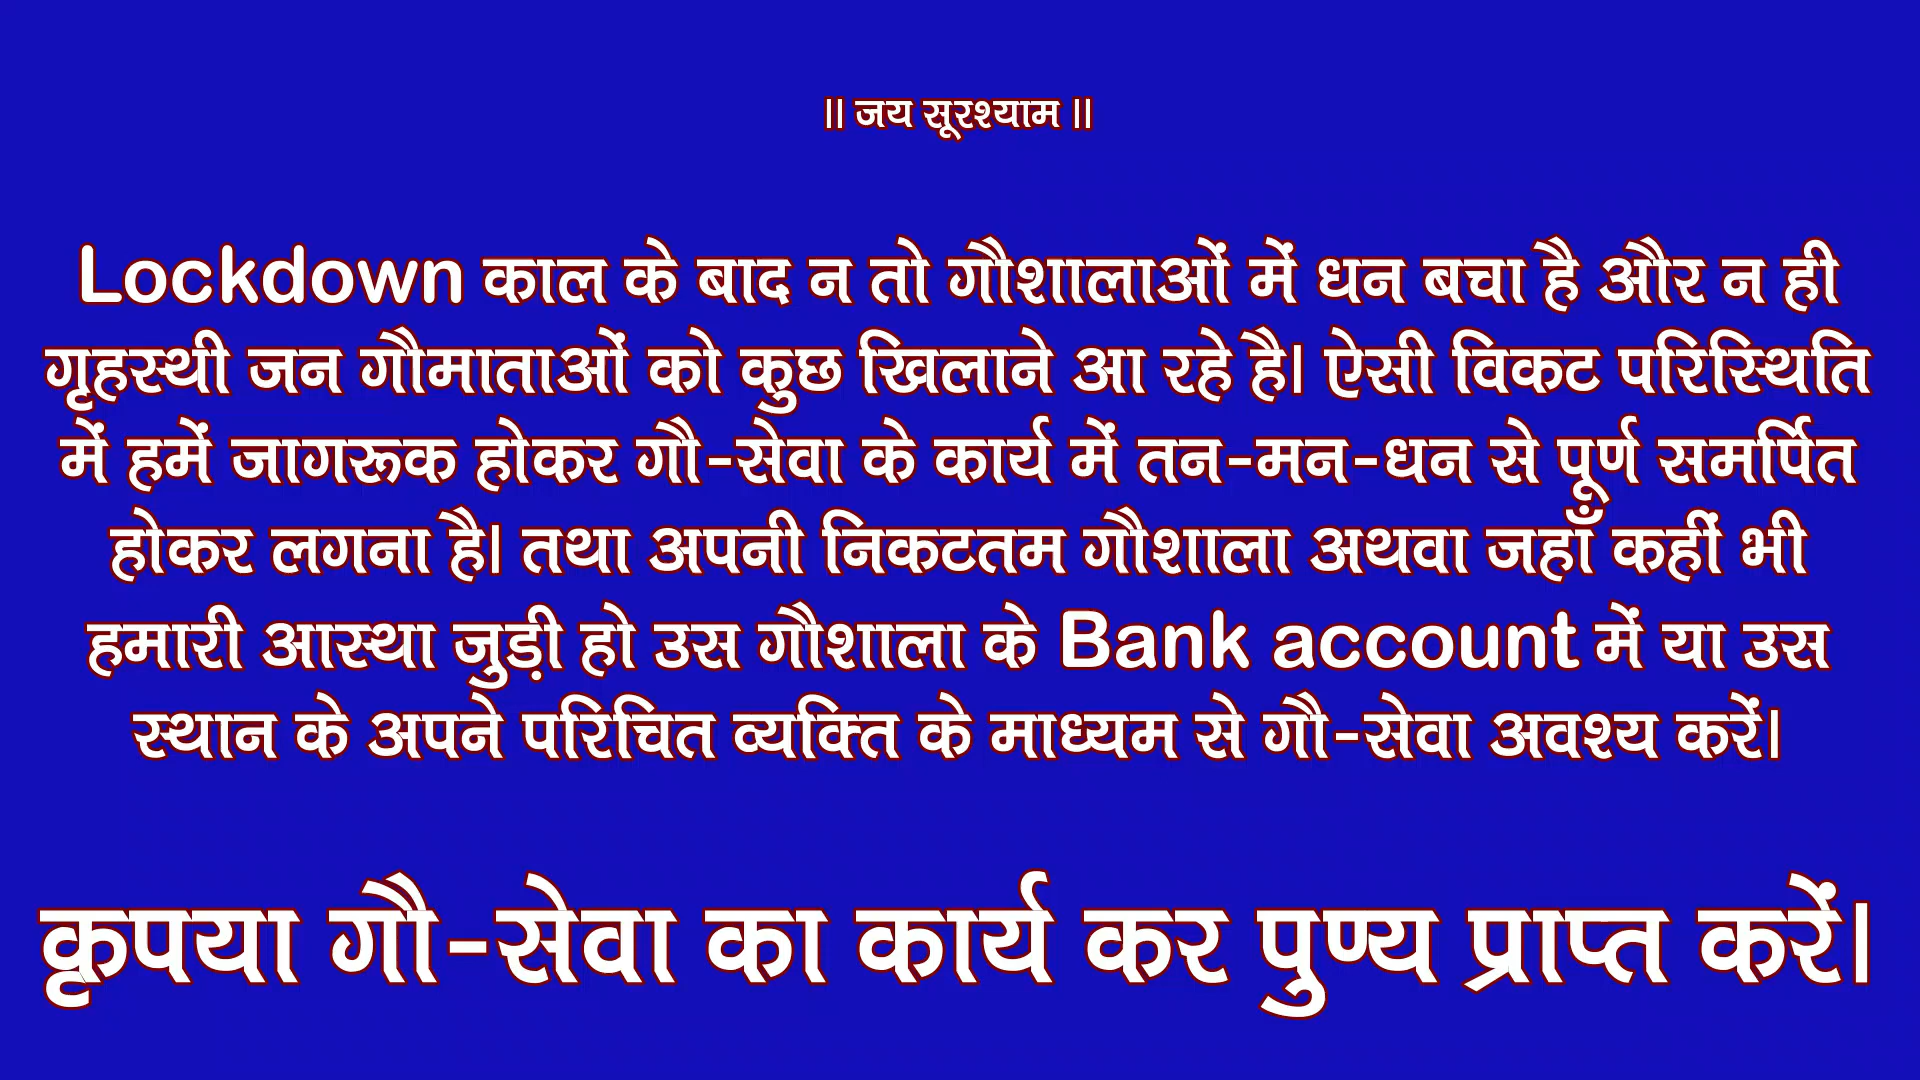 ॥ जय सूरश्याम ॥
Lockdown काल के बाद न तो गौशालाओं में धन बचा है और न ही
गृहस्थी जन गौमाताओं को कुछ खिलाने आ रहे है। ऐसी विकट परिस्थिति
में हमें जागरूक होकर गौ-सेवा के कार्य में तन-मन-धन से पूर्ण समर्पित
होकर लगना है। तथा अपनी निकटतम गौशाला अथवा जहाँ कहीं भी
हमारी आस्था जुड़ी हो उस गौशाला के Bank account में या उस
स्थान के अपने परिचित व्यक्ति के माध्यम से गौ-सेवा अवश्य करें।
कृपया गौ-सेवा का कार्य कर पुण्य प्राप्त करें।